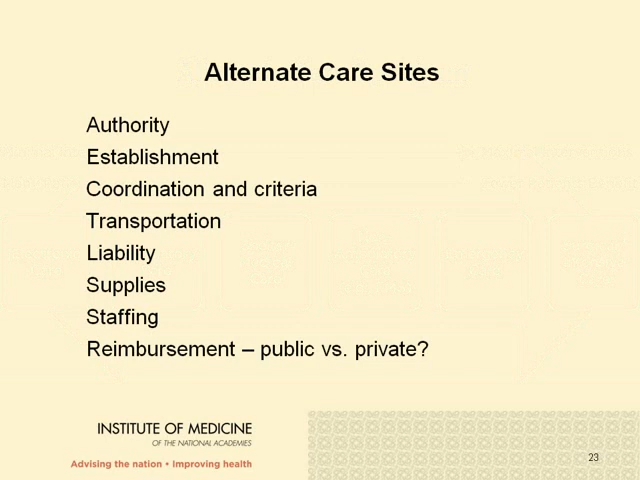 Alternate Care Sites
Authority
Establishment
Coordination and criteria
Transportation
Liability
Supplies
Staffing
Reimbursement – public vs. private?
INSTITUTE OF MEDICINE
OF THE NATIONAL ACADEMIES
Advising the nation • Improving health
23